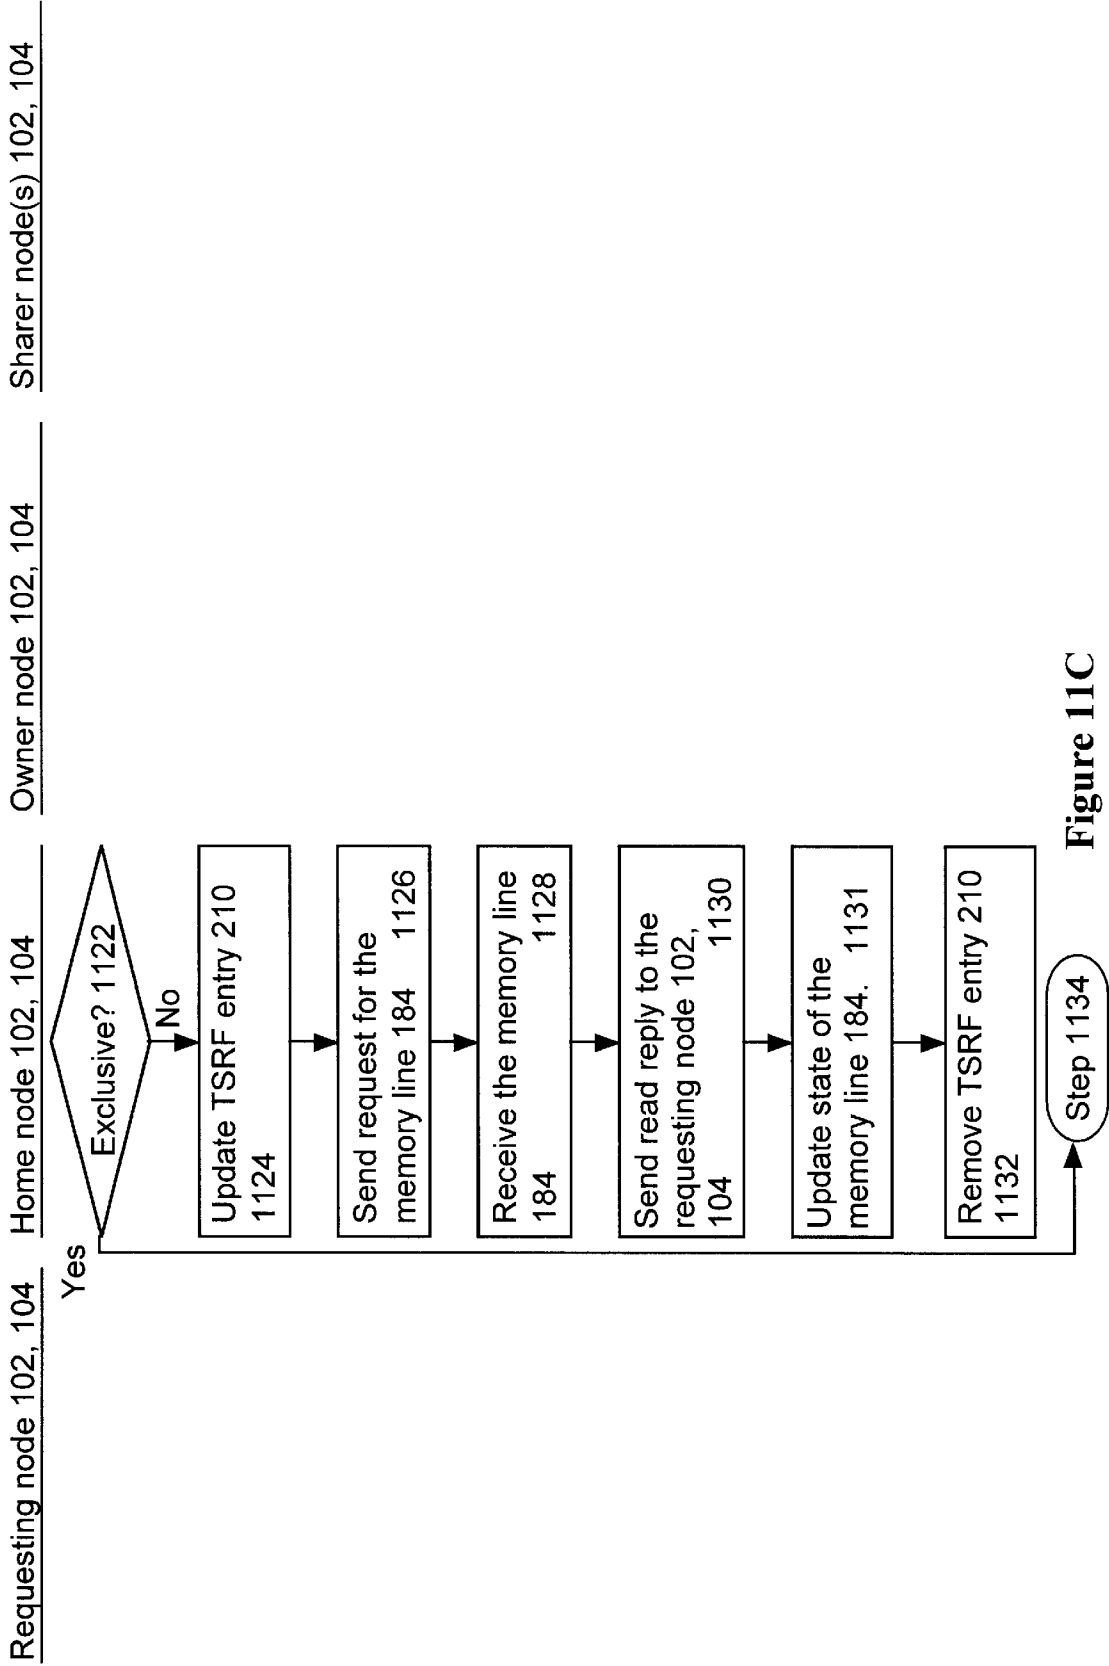 Requesting node 102, 104
Home node 102, 104
Owner node 102, 104
Sharer node(s) 102, 104
Yes
Exclusive? 1122
No
Update TSRF entry 210
1124
Send request for the
memory line 184 1126
Receive the memory line
184 1128
Send read reply to the
requesting node 102,
104 1130
Update state of the
memory line 184. 1131
Remove TSRF entry 210
1132
Step 1134
Figure 11C